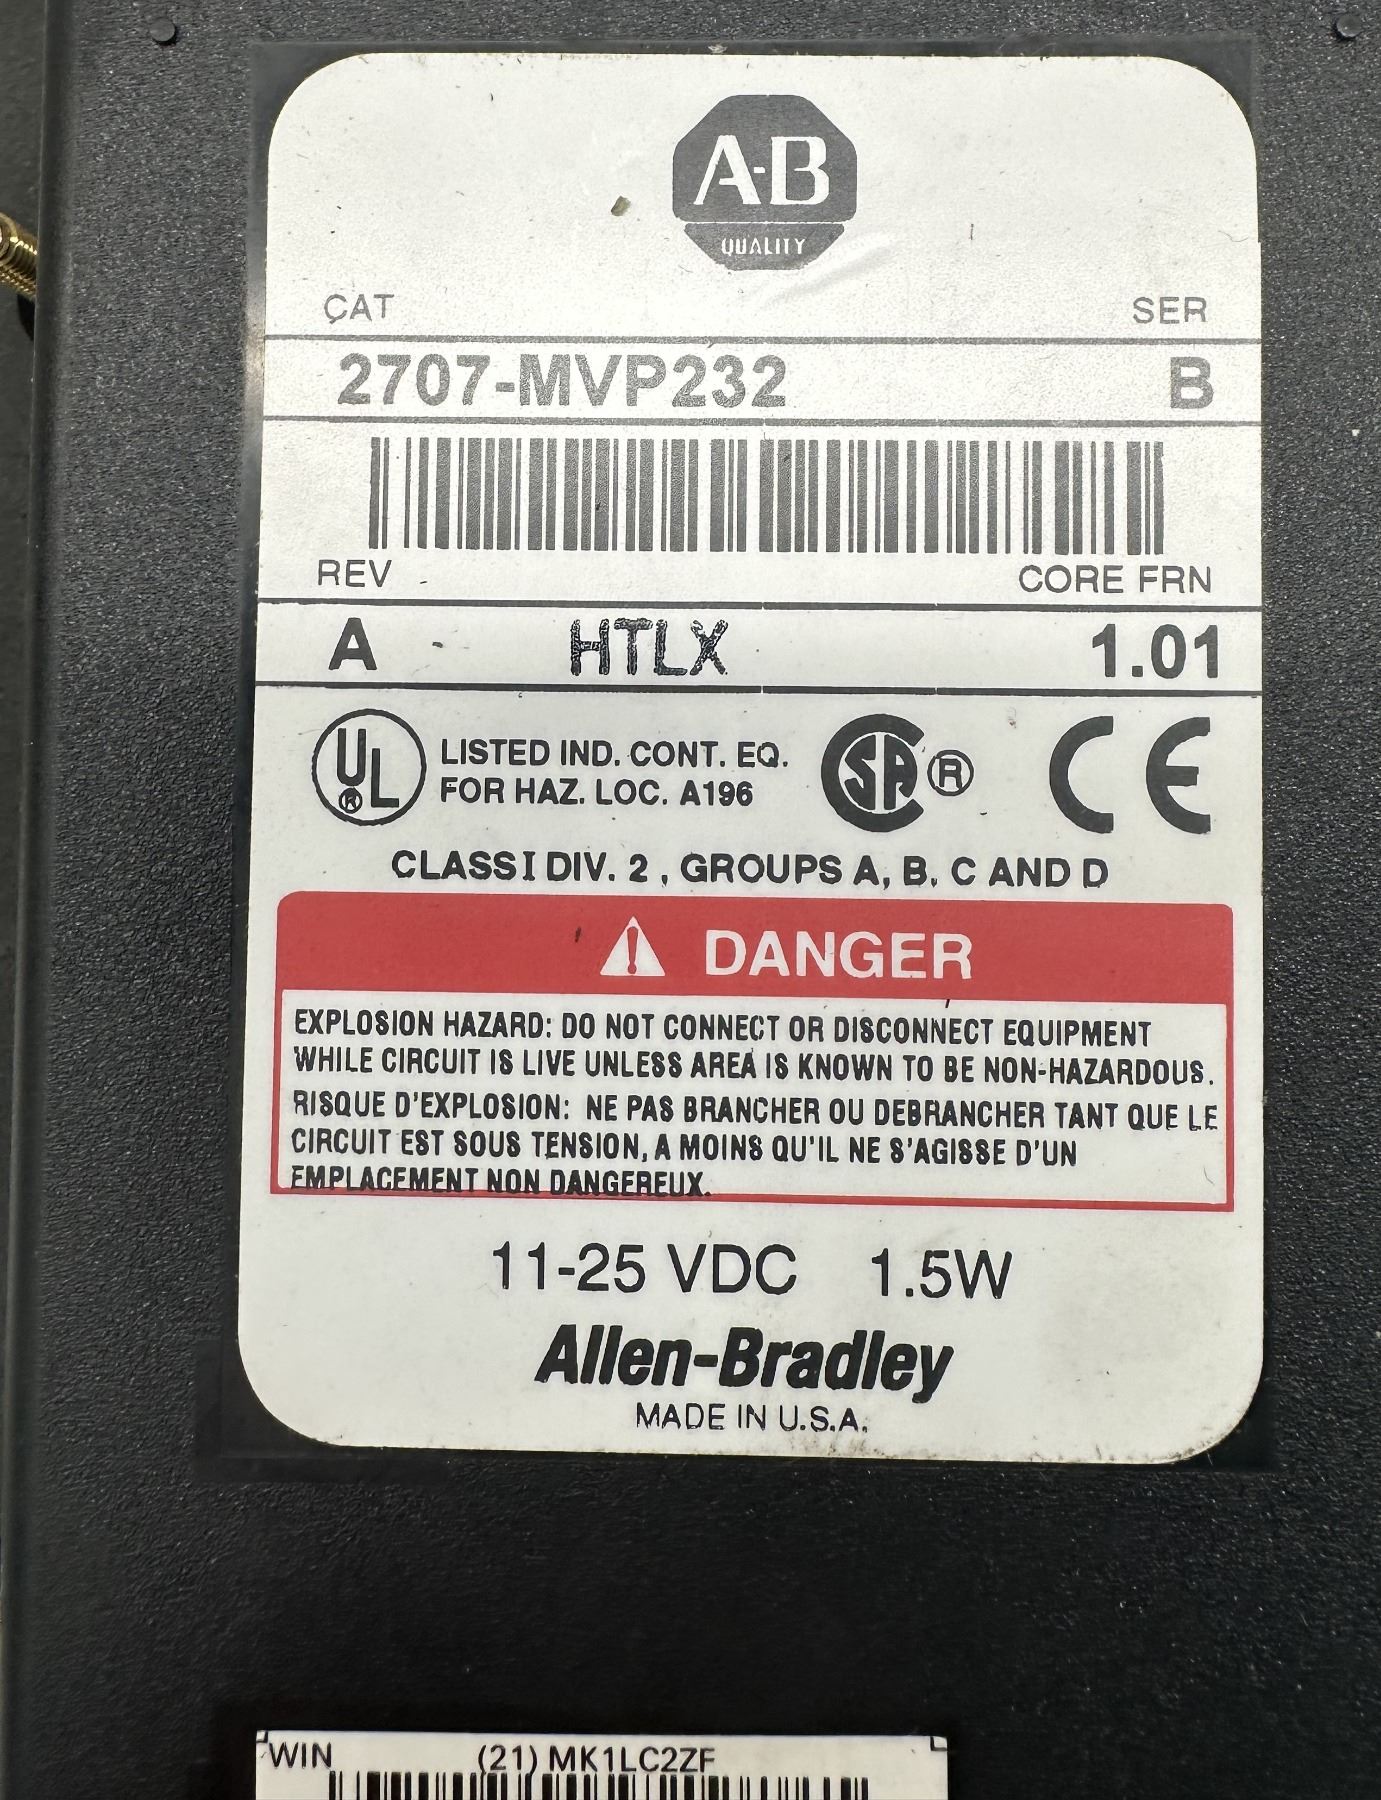 A-B
QUALITY
CAT SER
2707-MVP232 B
REV CORE FRN
A HTLX 1.01
UL® LISTED IND. CONT. EQ. SA® CE
FOR HAZ. LOC. A196
CLASS I DIV. 2, GROUPS A, B, C AND D
DANGER
EXPLOSION HAZARD: DO NOT CONNECT OR DISCONNECT EQUIPMENT
WHILE CIRCUIT IS LIVE UNLESS AREA IS KNOWN TO BE NON-HAZARDOUS.
RISQUE D'EXPLOSION: NE PAS BRANCHER OU DEBRANCHER TANT QUE LE
CIRCUIT EST SOUS TENSION, A MOINS QU'IL NE S'AGISSE D'UN
EMPLACEMENT NON DANGEREUX.
11-25 VDC 1.5W
Allen-Bradley
MADE IN U.S.A.
WIN (21) MK1LC2ZF